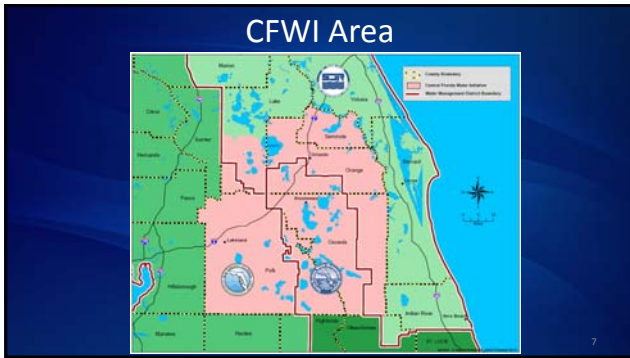 CFWI Area
Marion
County Boundary
Central Florida Water Initiative
Water Management District Boundary
Lake
Volusia
Citrus
Sumter
Seminole
Hernando
Orange
Brevard
Pasco
Lakeland
Osceola
Polk
Hillsborough
Indian River
Manatee
Hardee
Highlands
Okeechobee
ST. LUCIE
7